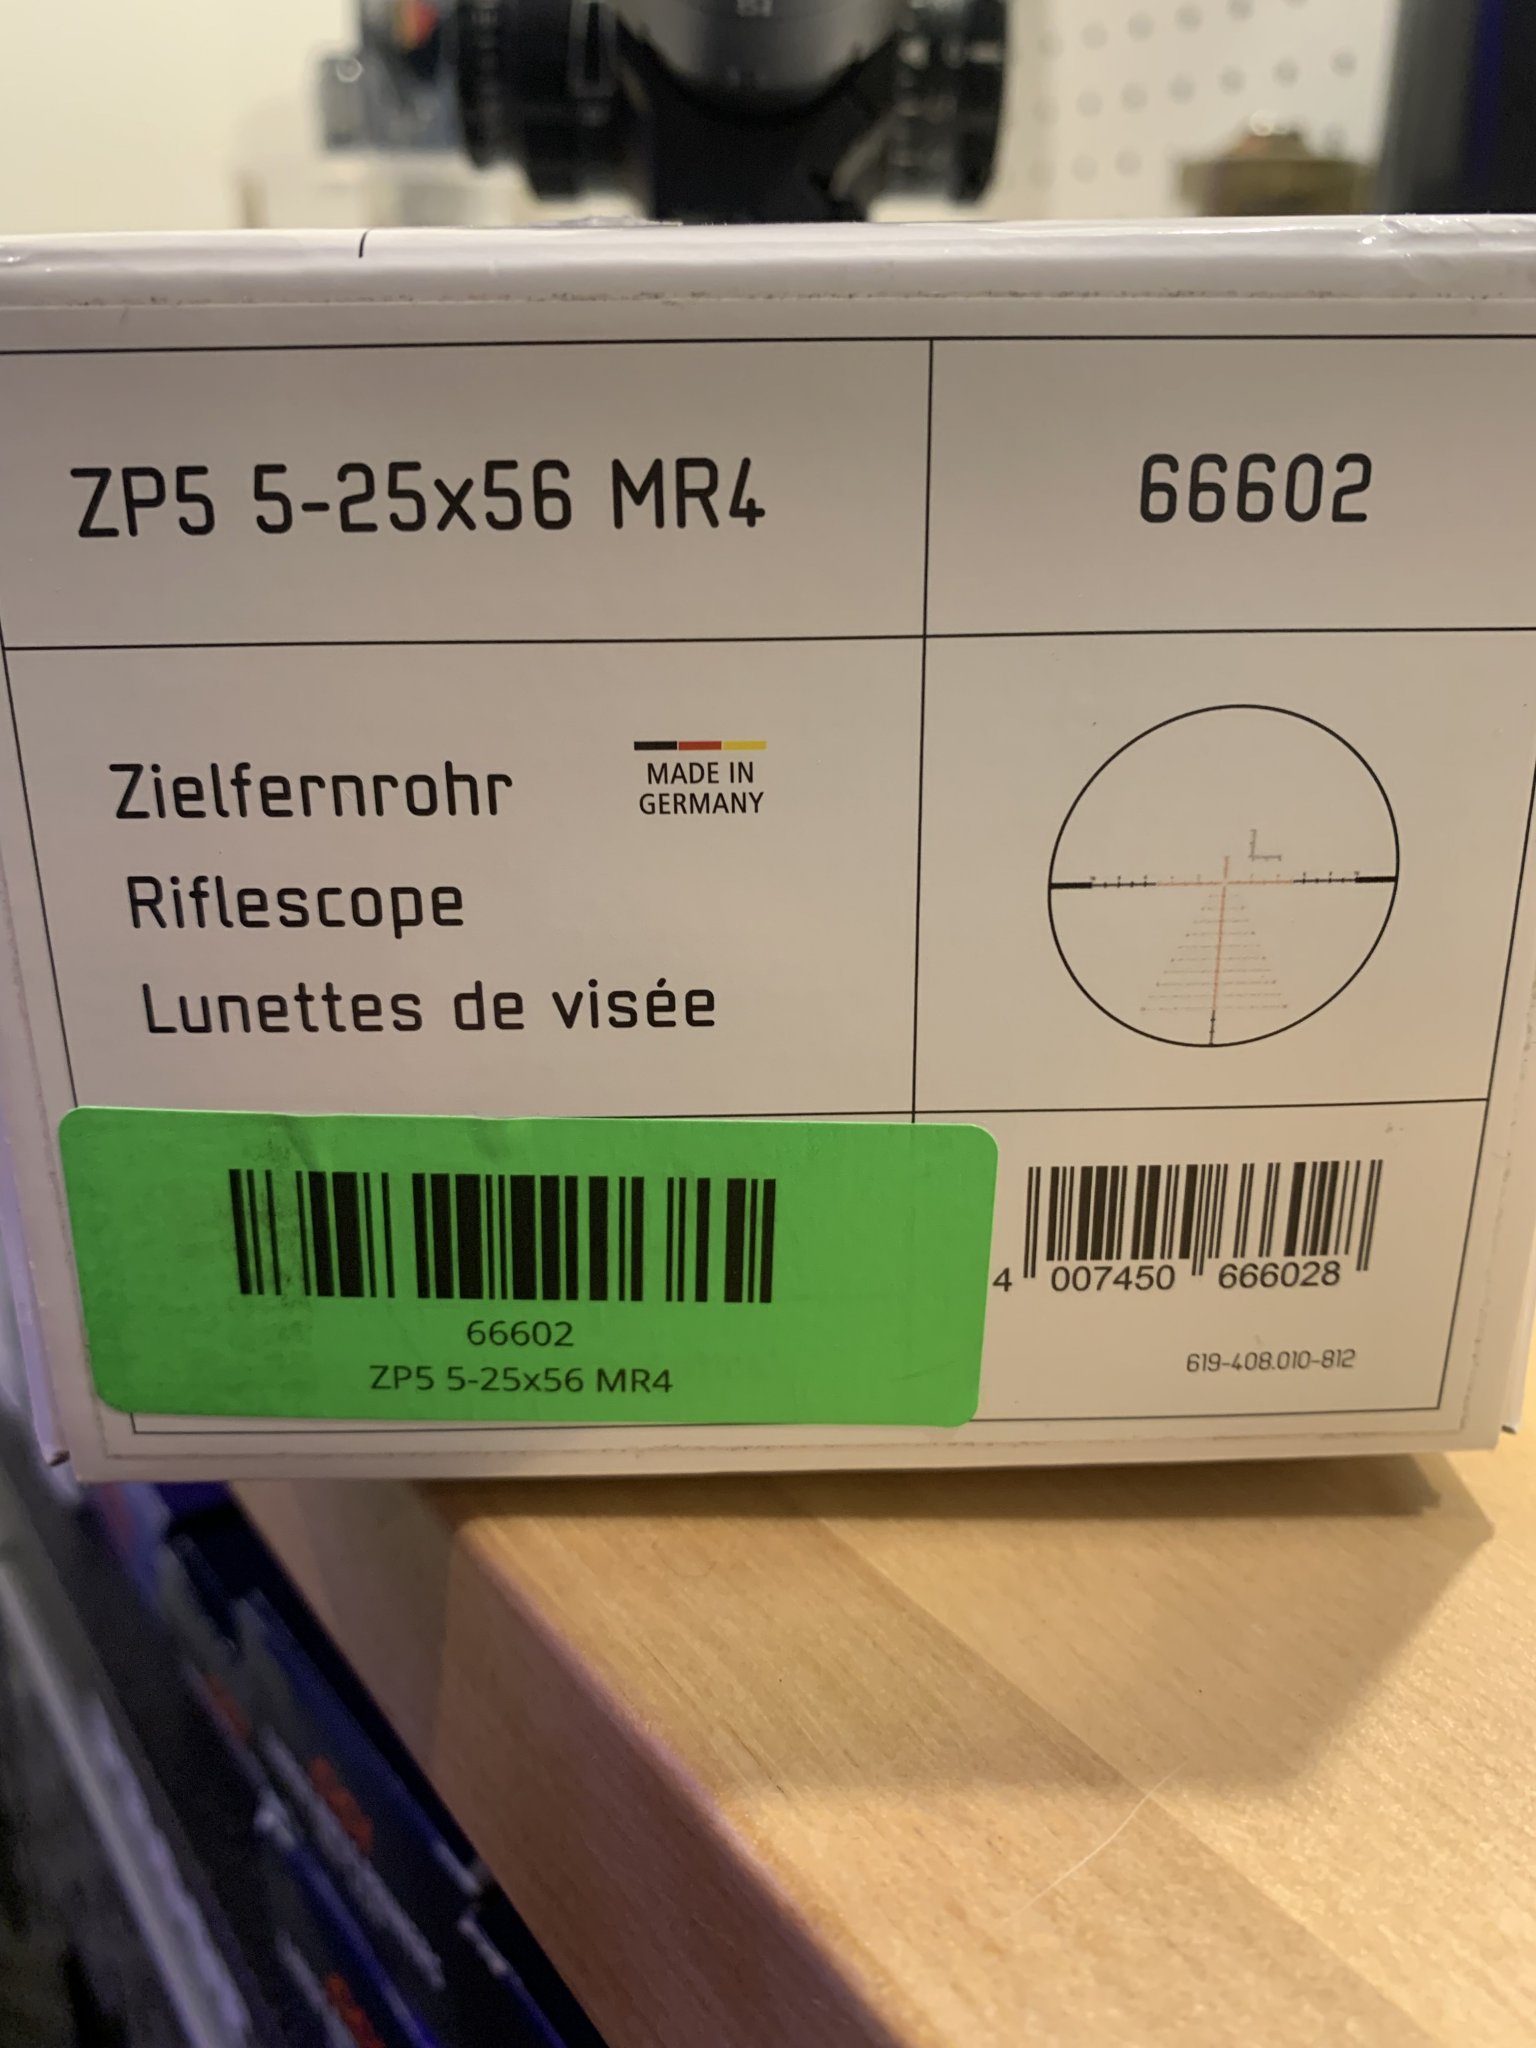 ZP5 5-25x56 MR4
66602
Zielfernrohr
MADE IN
GERMANY
Riflescope
Lunettes de visée
66602
ZP5 5-25x56 MR4
4 007450 666028
619-408.010-812